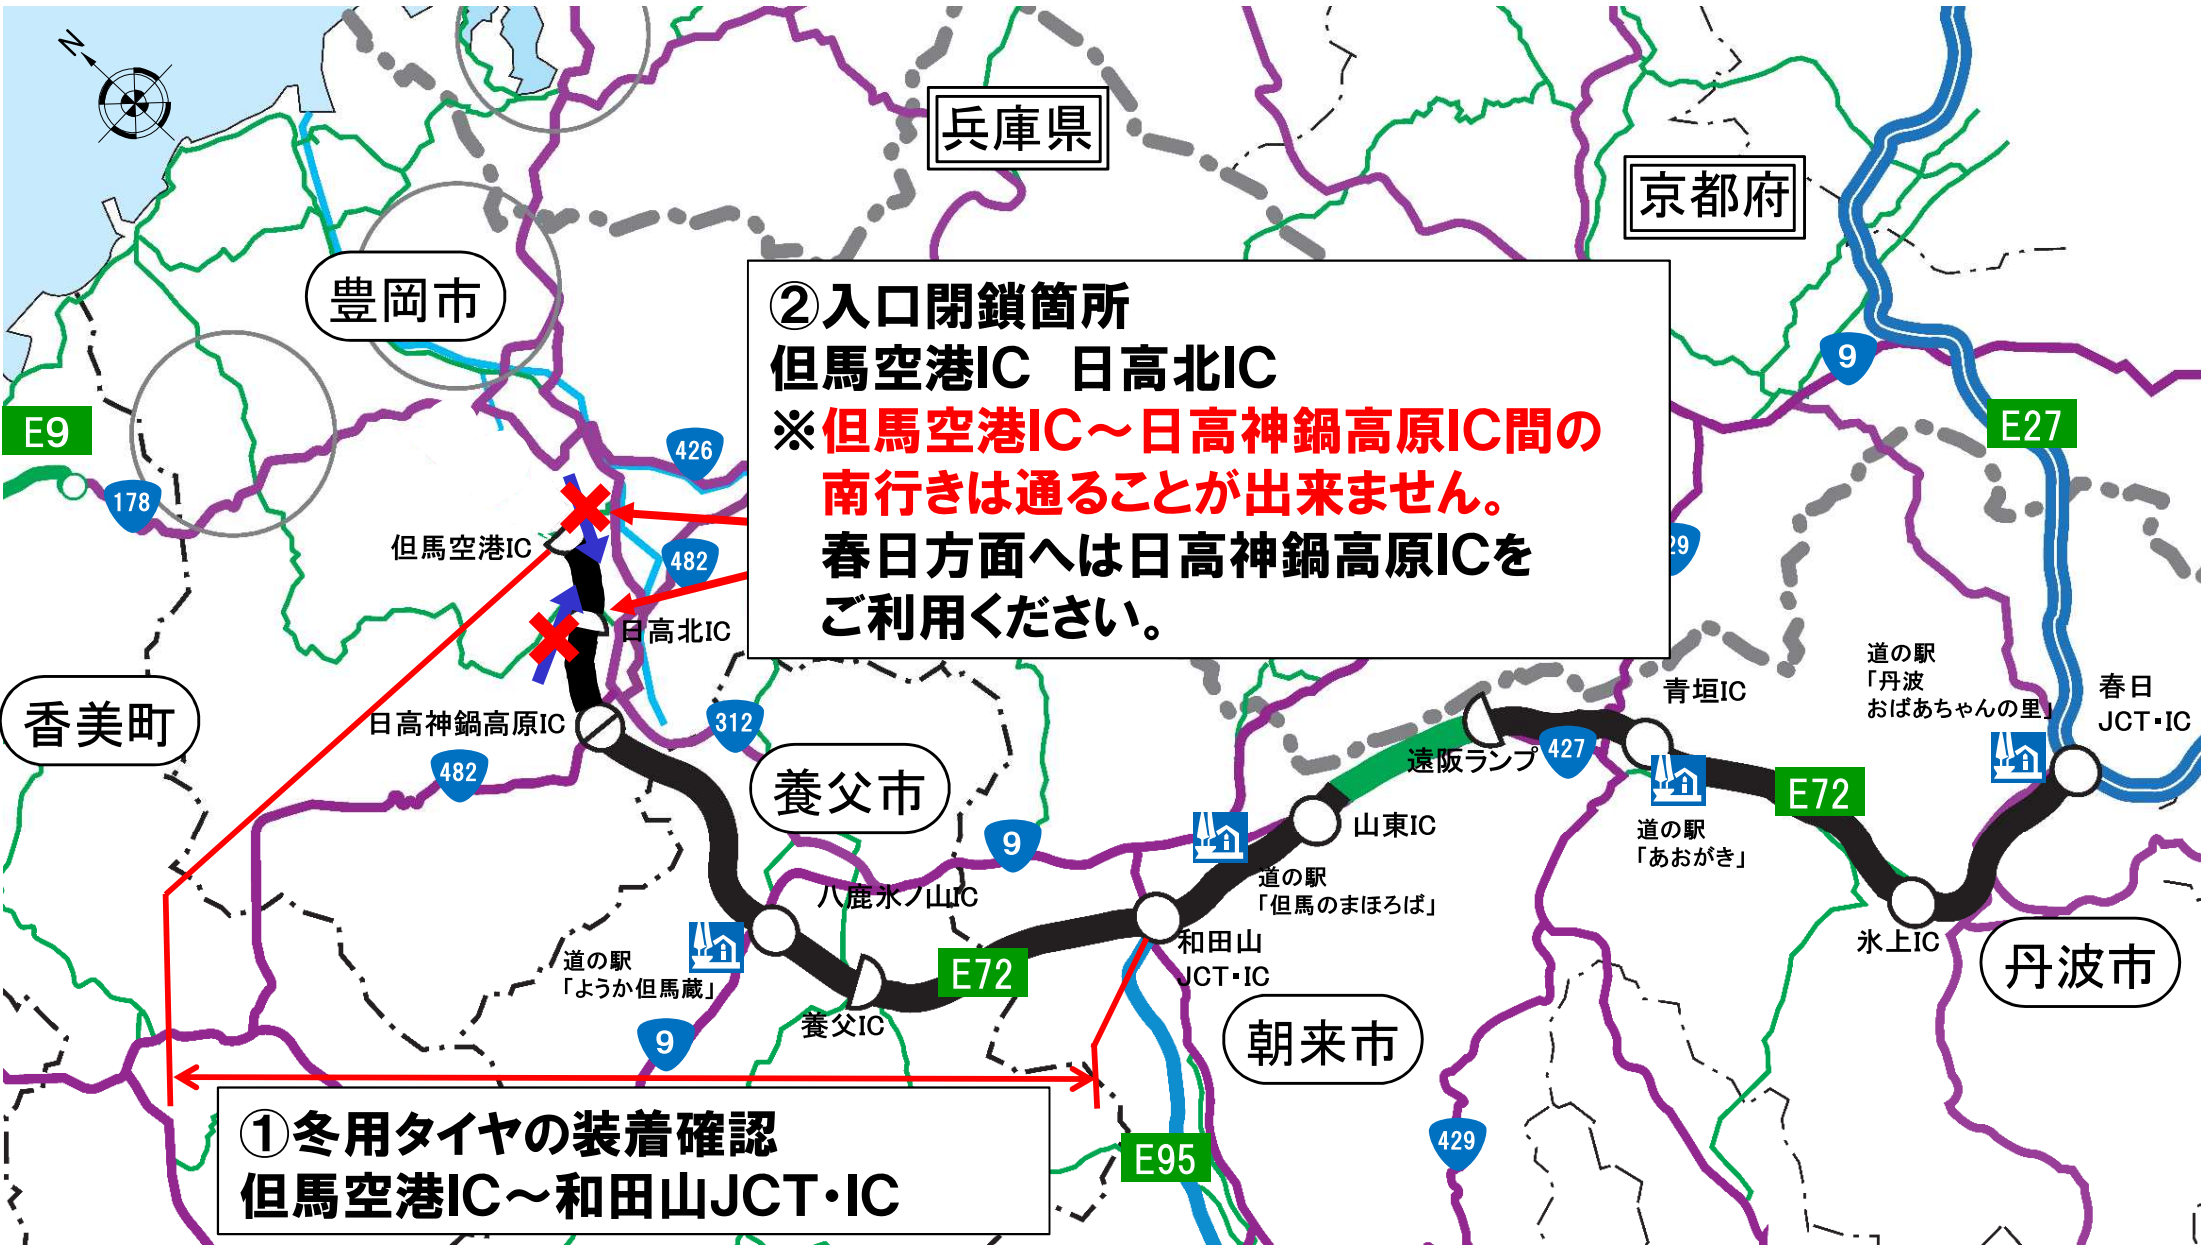 N
兵庫県
京都府
豊岡市
②入口閉鎖箇所
但馬空港IC 日高北IC
※但馬空港IC～日高神鍋高原IC間の
南行きは通ることが出来ません。
春日方面へは日高神鍋高原ICを
ご利用ください。
9
E9
E27
426
178
但馬空港IC
482
29
日高北IC
道の駅
「丹波
おばあちゃんの里」
春日
JCT・IC
青垣IC
香美町
日高神鍋高原IC
312
482
養父市
遠阪ランプ
427
E72
山東IC
道の駅
「あおがき」
9
八鹿氷ノ山IC
道の駅
「但馬のまほろば」
和田山
JCT・IC
氷上IC
丹波市
道の駅
「ようか但馬蔵」
E72
養父IC
9
朝来市
①冬用タイヤの装着確認
但馬空港IC～和田山JCT・IC
E95
429